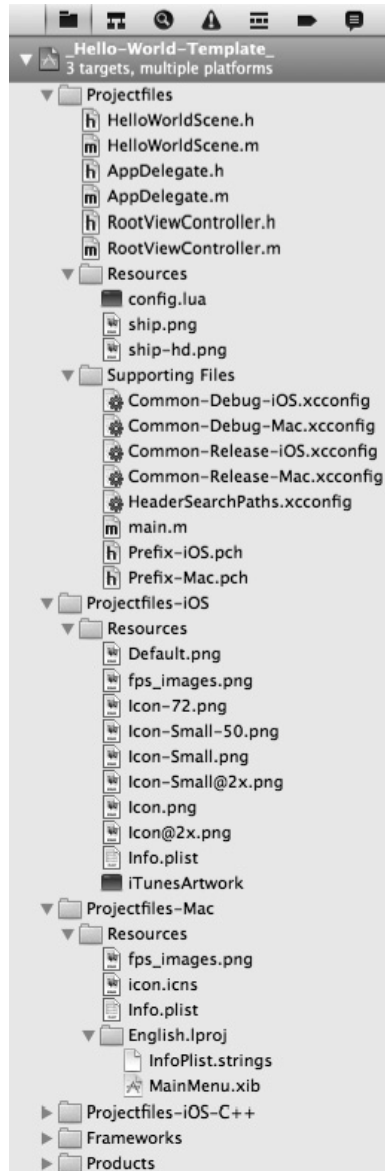 _Hello-World-Template_
3 targets, multiple platforms
Projectfiles
HelloWorldScene.h
HelloWorldScene.m
AppDelegate.h
AppDelegate.m
RootViewController.h
RootViewController.m
Resources
config.lua
ship.png
ship-hd.png
Supporting Files
Common-Debug-iOS.xcconfig
Common-Debug-Mac.xcconfig
Common-Release-iOS.xcconfig
Common-Release-Mac.xcconfig
HeaderSearchPaths.xcconfig
main.m
Prefix-iOS.pch
Prefix-Mac.pch
Projectfiles-iOS
Resources
Default.png
fps_images.png
Icon-72.png
Icon-Small-50.png
Icon-Small.png
Icon-Small@2x.png
Icon.png
Icon@2x.png
Info.plist
iTunesArtwork
Projectfiles-Mac
Resources
fps_images.png
icon.icns
Info.plist
English.lproj
InfoPlist.strings
MainMenu.xib
Projectfiles-iOS-C++
Frameworks
Products